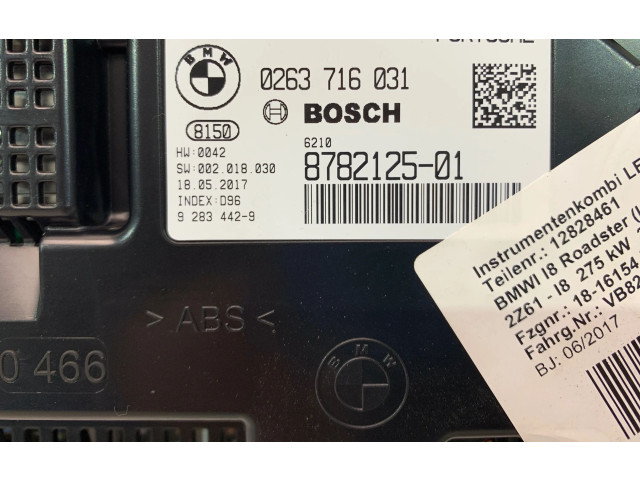 BMW
0263 716 031
BOSCH
8150
6210
HW:0042
SW:002.018.030
8782125-01
18.05.2017
INDEX:D96
9 283 442-9
> ABS <
0 466
BMW
Instrumentenkombi
Teilenr.: 12828461
BMWI I8 Roadster
2Z61 - I8 275 kW
Fzgnr.: 18-16154
Fahrg.Nr.: VB82
BJ: 06/2017